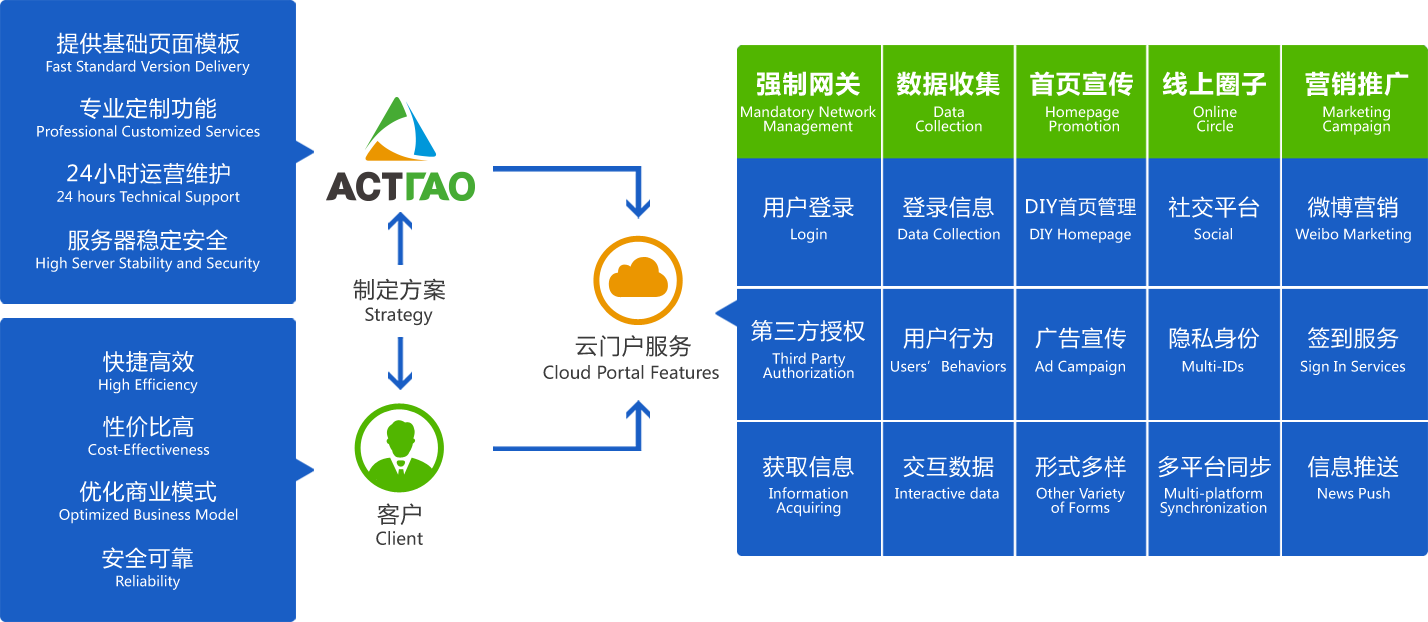 提供基础页面模板
Fast Standard Version Delivery
专业定制功能
Professional Customized Services
24小时运营维护
24 hours Technical Support
服务器稳定安全
High Server Stability and Security
快捷高效
High Efficiency
性价比高
Cost-Effectiveness
优化商业模式
Optimized Business Model
安全可靠
Reliability
ACTTAO
制定方案
Strategy
客户
Client
云门户服务
Cloud Portal Features
强制网关
Mandatory Network
Management
数据收集
Data
Collection
首页宣传
Homepage
Promotion
线上圈子
Online
Circle
营销推广
Marketing
Campaign
用户登录
Login
登录信息
Data Collection
DIY首页管理
DIY Homepage
社交平台
Social
微博营销
Weibo Marketing
第三方授权
Third Party
Authorization
用户行为
Users’ Behaviors
广告宣传
Ad Campaign
隐私身份
Multi-IDs
签到服务
Sign In Services
获取信息
Information
Acquiring
交互数据
Interactive data
形式多样
Other Variety
of Forms
多平台同步
Multi-platform
Synchronization
信息推送
News Push